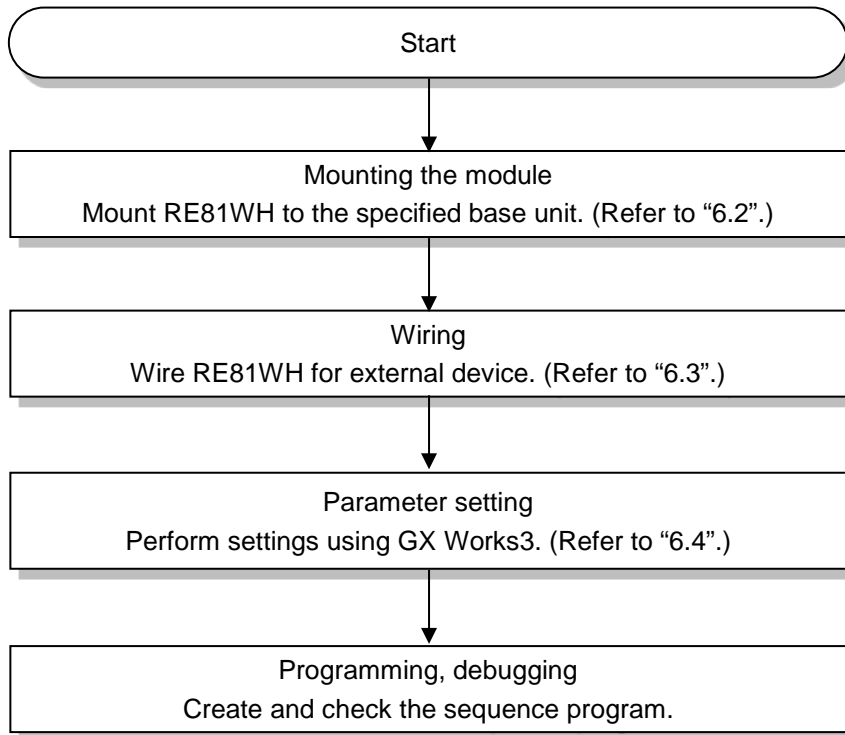 Start
Mounting the module
Mount RE81WH to the specified base unit. (Refer to “6.2”.)
Wiring
Wire RE81WH for external device. (Refer to “6.3”.)
Parameter setting
Perform settings using GX Works3. (Refer to “6.4”.)
Programming, debugging
Create and check the sequence program.